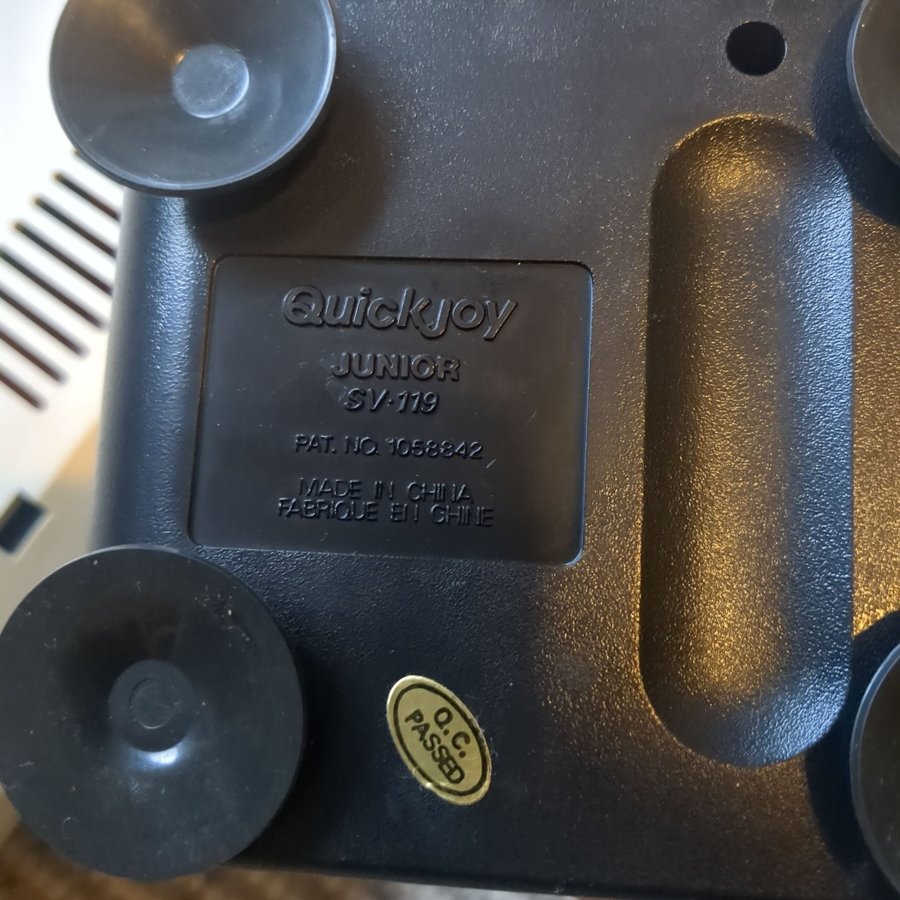 Quickjoy
JUNIOR
SV-119
PAT. NO. 1058842
MADE IN CHINA
FABRIQUE EN CHINE
Q.C.
PASSED